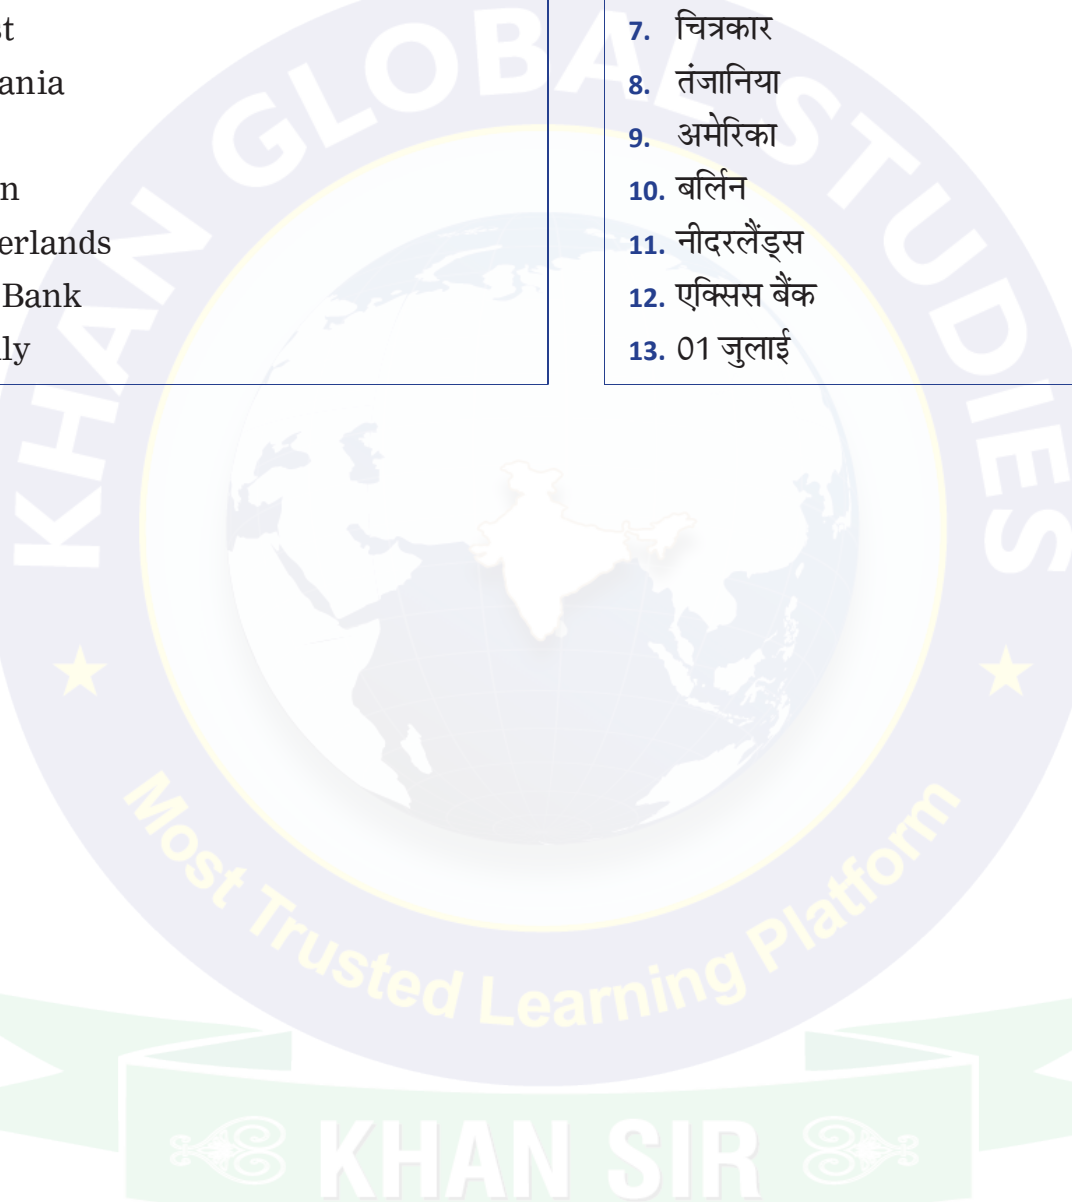 st
ania
n
erlands
Bank
ly
7. चित्रकार
8. तंजानिया
9. अमेरिका
10. बर्लिन
11. नीदरलैंड्स
12. एक्सिस बैंक
13. 01 जुलाई
KHAN GLOBAL STUDIES
Most Trusted Learning Platform
KHAN SIR